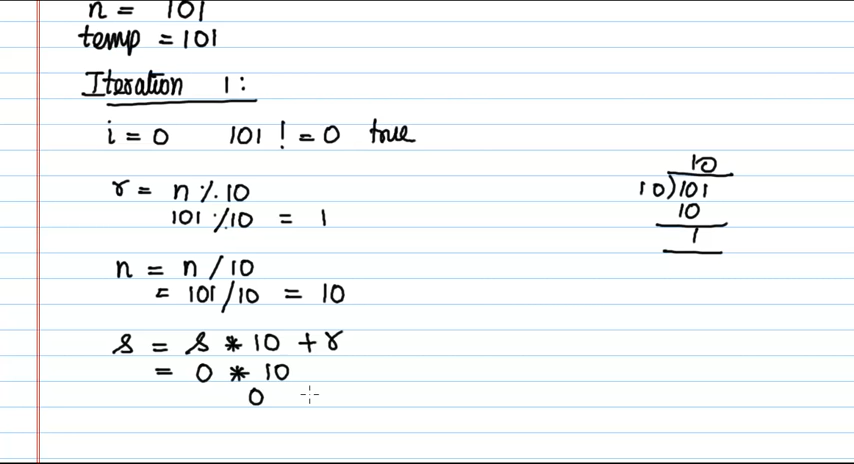 n = 101
temp = 101
Iteration 1:
i = 0 101 ! = 0 true
r = n % 10
101 % 10 = 1
n = n / 10
= 101 / 10 = 10
s = s * 10 + r
= 0 * 10
0
10
10)101
10
1